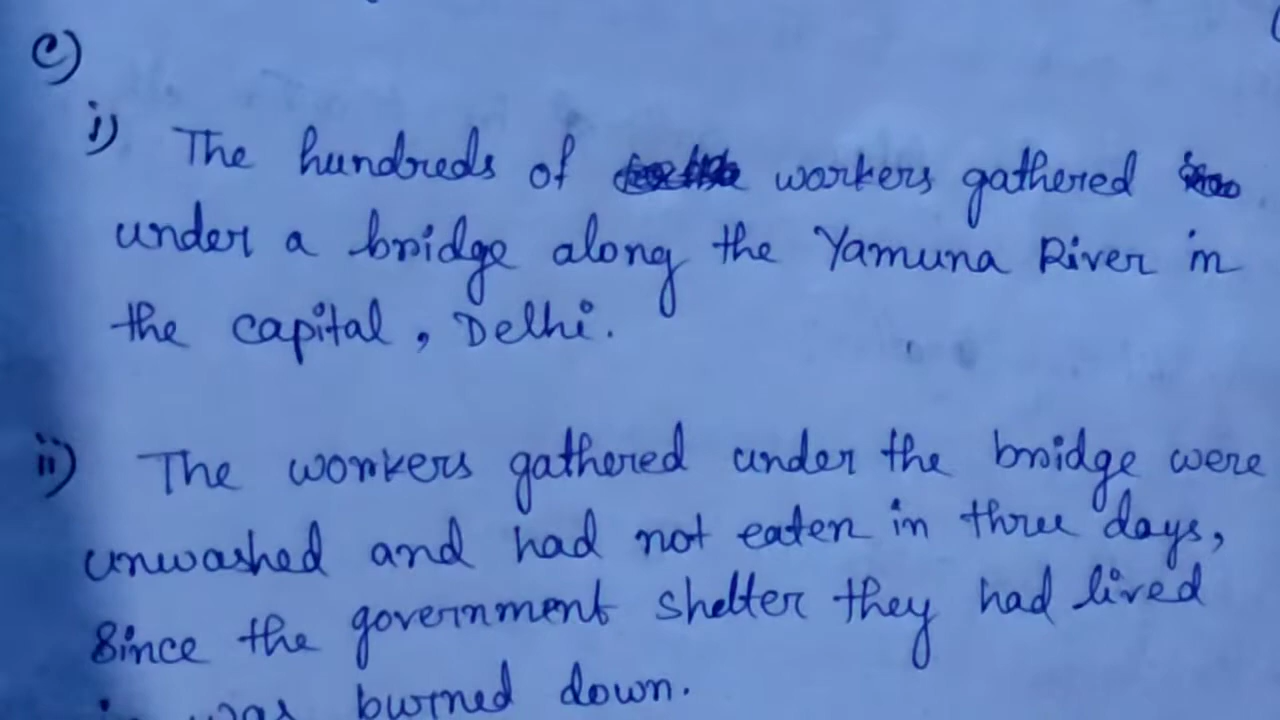 c)
i) The hundreds of workers gathered
under a bridge along the Yamuna River in
the capital, Delhi.
ii) The workers gathered under the bridge were
unwashed and had not eaten in three days,
Since the government shelter they had lived
in was burned down.